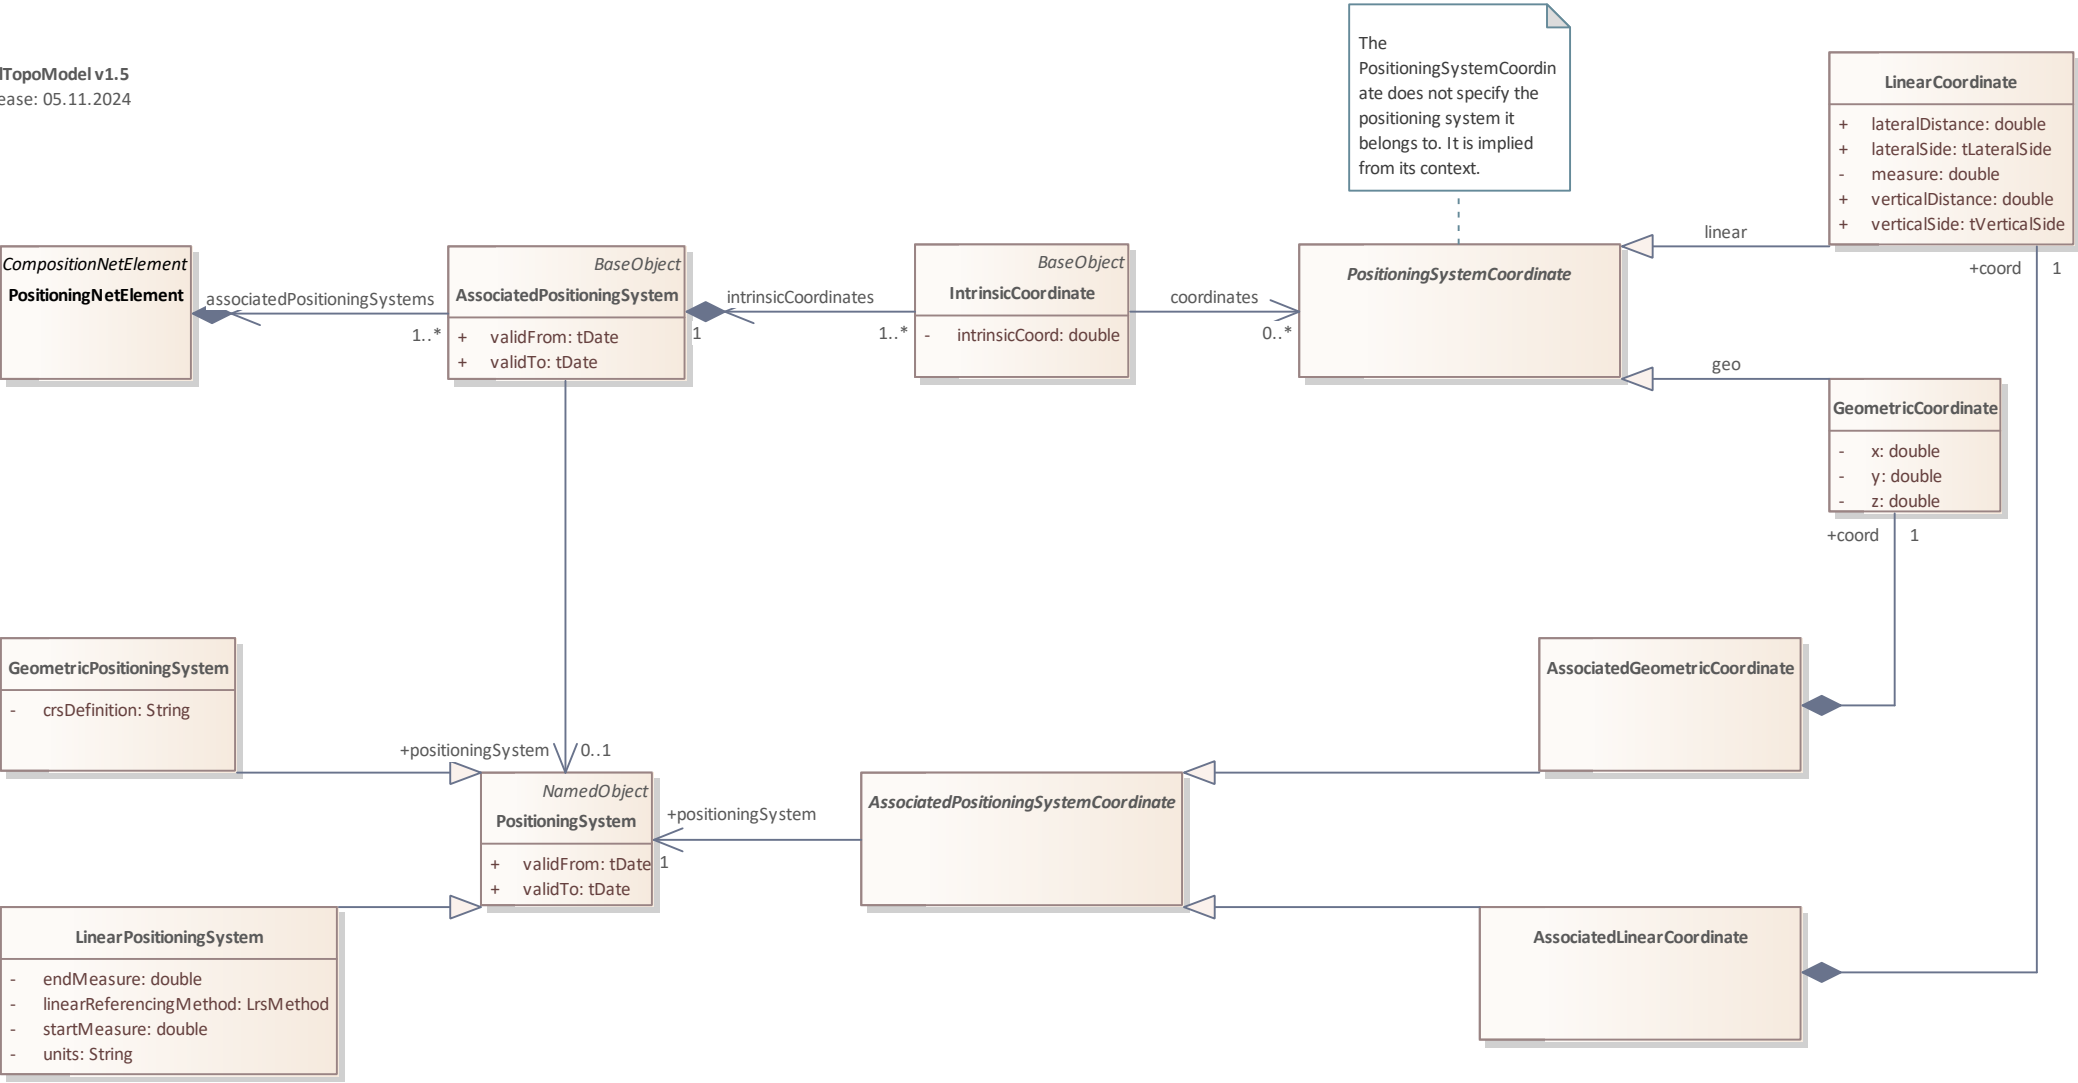 lTopoModel v1.5
ease: 05.11.2024
The
PositioningSystemCoordin
ate does not specify the
positioning system it
belongs to. It is implied
from its context.
LinearCoordinate
+ lateralDistance: double
+ lateralSide: tLateralSide
- measure: double
+ verticalDistance: double
+ verticalSide: tVerticalSide
CompositionNetElement
PositioningNetElement
associatedPositioningSystems
1..*
BaseObject
AssociatedPositioningSystem
+ validFrom: tDate
+ validTo: tDate
intrinsicCoordinates
1
1..*
BaseObject
IntrinsicCoordinate
- intrinsicCoord: double
coordinates
0..*
PositioningSystemCoordinate
linear
+coord 1
geo
GeometricCoordinate
- x: double
- y: double
- z: double
+coord 1
GeometricPositioningSystem
- crsDefinition: String
+positioningSystem 0..1
NamedObject
PositioningSystem
+ validFrom: tDate
+ validTo: tDate
+positioningSystem
1
AssociatedPositioningSystemCoordinate
AssociatedGeometricCoordinate
LinearPositioningSystem
- endMeasure: double
- linearReferencingMethod: LrsMethod
- startMeasure: double
- units: String
AssociatedLinearCoordinate